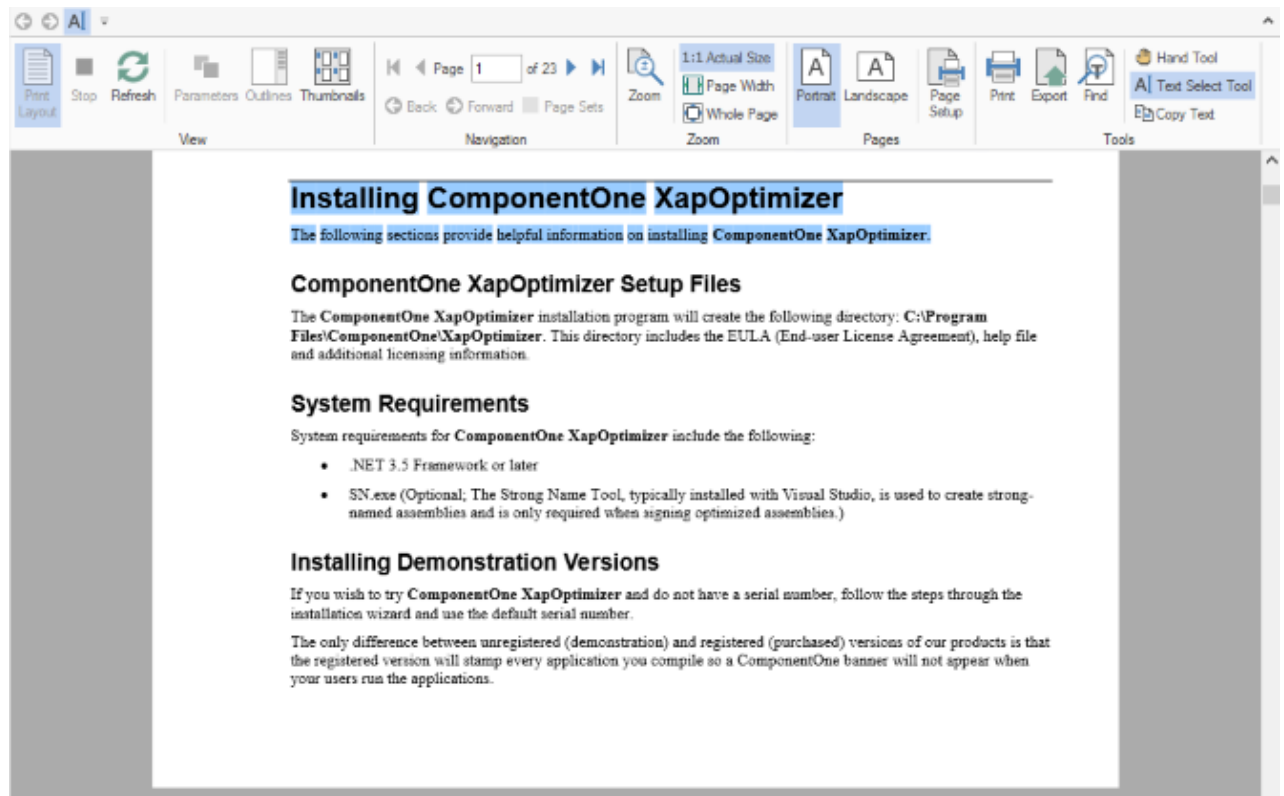 A|
Print Layout
Stop
Refresh
Parameters
Outlines
Thumbnails
View
Page 1 of 23
Back
Forward
Page Sets
Navigation
Zoom
1:1 Actual Size
Page Width
Whole Page
Zoom
Portrait
Landscape
Page Setup
Pages
Print
Export
Find
Hand Tool
Text Select Tool
Copy Text
Tools
Installing ComponentOne XapOptimizer
The following sections provide helpful information on installing ComponentOne XapOptimizer.
ComponentOne XapOptimizer Setup Files
The ComponentOne XapOptimizer installation program will create the following directory: C:\Program
Files\ComponentOne\XapOptimizer. This directory includes the EULA (End-user License Agreement), help file
and additional licensing information.
System Requirements
System requirements for ComponentOne XapOptimizer include the following:
• .NET 3.5 Framework or later
• SN.exe (Optional; The Strong Name Tool, typically installed with Visual Studio, is used to create strong-
named assemblies and is only required when signing optimized assemblies.)
Installing Demonstration Versions
If you wish to try ComponentOne XapOptimizer and do not have a serial number, follow the steps through the
installation wizard and use the default serial number.
The only difference between unregistered (demonstration) and registered (purchased) versions of our products is that
the registered version will stamp every application you compile so a ComponentOne banner will not appear when
your users run the applications.